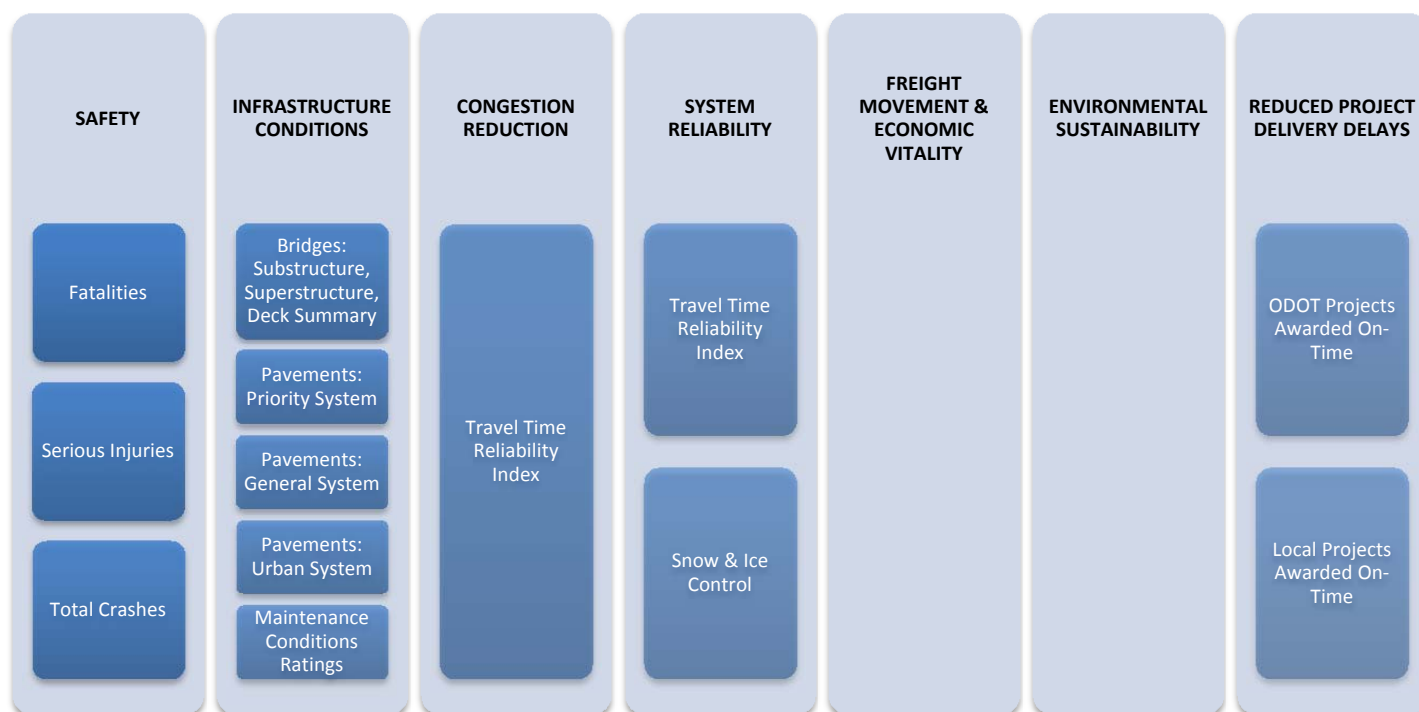 SAFETY
Fatalities
Serious Injuries
Total Crashes
INFRASTRUCTURE
CONDITIONS
Bridges:
Substructure,
Superstructure,
Deck Summary
Pavements:
Priority System
Pavements:
General System
Pavements:
Urban System
Maintenance
Conditions
Ratings
CONGESTION
REDUCTION
Travel Time
Reliability
Index
SYSTEM
RELIABILITY
Travel Time
Reliability
Index
Snow & Ice
Control
FREIGHT
MOVEMENT &
ECONOMIC
VITALITY
ENVIRONMENTAL
SUSTAINABILITY
REDUCED PROJECT
DELIVERY DELAYS
ODOT Projects
Awarded On-
Time
Local Projects
Awarded On-
Time